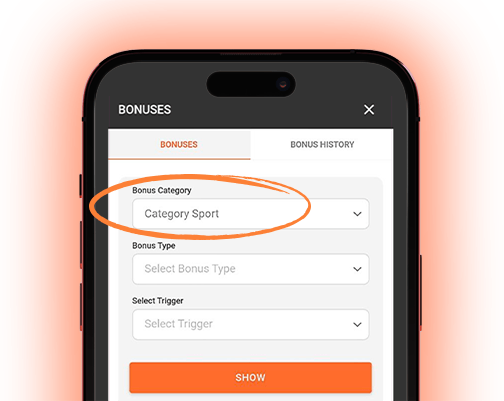 BONUSES
BONUSES
BONUS HISTORY
Bonus Category
Category Sport
Bonus Type
Select Bonus Type
Select Trigger
Select Trigger
SHOW